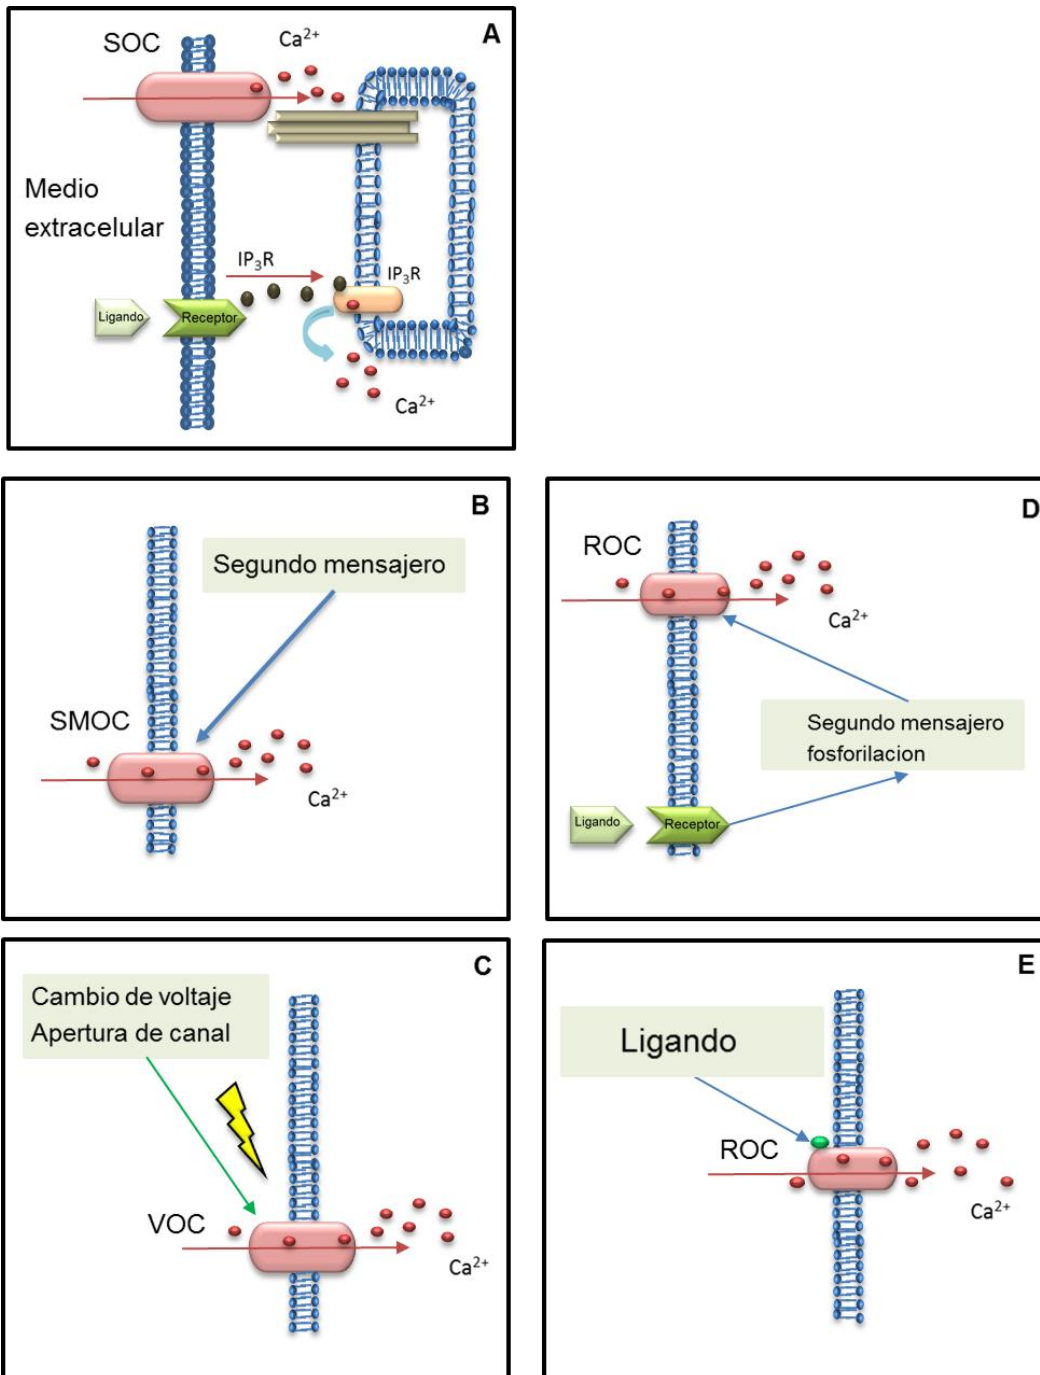 A
SOC
Ca²⁺
Medio
extracelular
IP₃R
IP₃R
Ligando
Receptor
Ca²⁺
B
Segundo mensajero
SMOC
Ca²⁺
D
ROC
Ca²⁺
Segundo mensajero
fosforilacion
Ligando
Receptor
C
Cambio de voltaje
Apertura de canal
VOC
Ca²⁺
E
Ligando
ROC
Ca²⁺